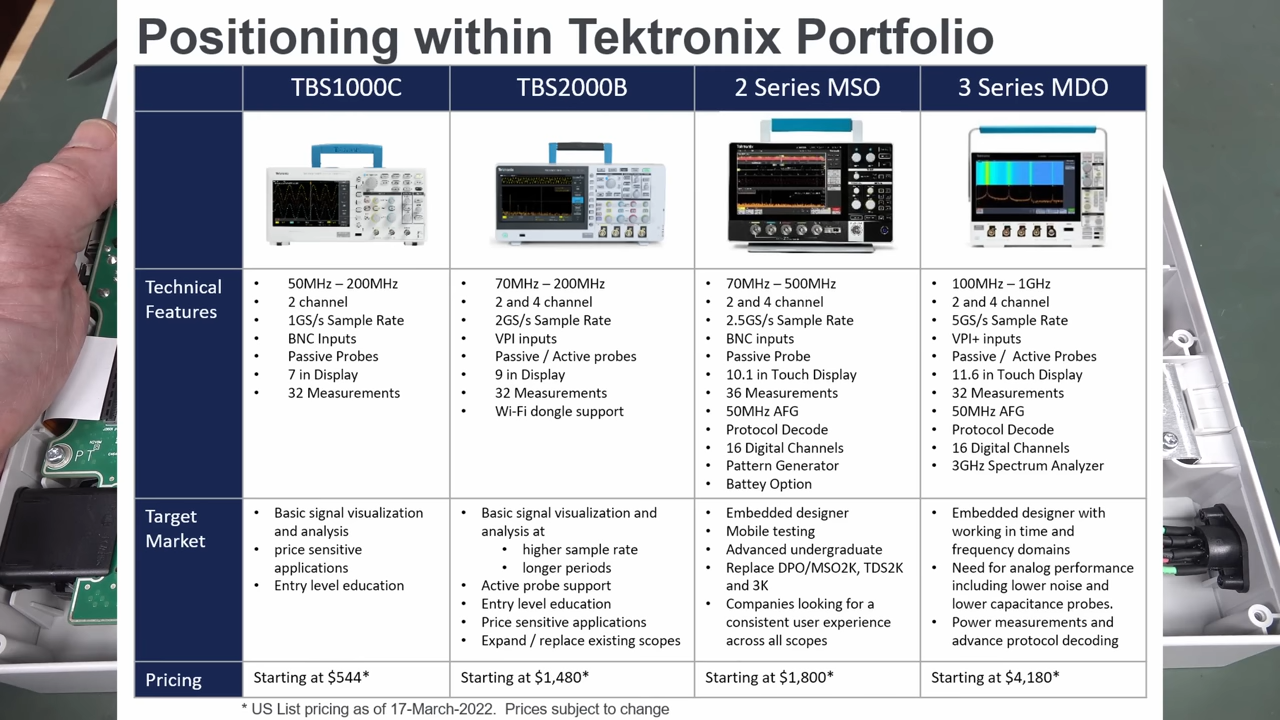 Positioning within Tektronix Portfolio
TBS1000C
TBS2000B
2 Series MSO
3 Series MDO
Technical
Features
• 50MHz – 200MHz
• 2 channel
• 1GS/s Sample Rate
• BNC Inputs
• Passive Probes
• 7 in Display
• 32 Measurements
• 70MHz – 200MHz
• 2 and 4 channel
• 2GS/s Sample Rate
• VPI inputs
• Passive / Active probes
• 9 in Display
• 32 Measurements
• Wi-Fi dongle support
• 70MHz – 500MHz
• 2 and 4 channel
• 2.5GS/s Sample Rate
• BNC inputs
• Passive Probe
• 10.1 in Touch Display
• 36 Measurements
• 50MHz AFG
• Protocol Decode
• 16 Digital Channels
• Pattern Generator
• Battey Option
• 100MHz – 1GHz
• 2 and 4 channel
• 5GS/s Sample Rate
• VPI+ inputs
• Passive / Active Probes
• 11.6 in Touch Display
• 32 Measurements
• 50MHz AFG
• Protocol Decode
• 16 Digital Channels
• 3GHz Spectrum Analyzer
Target
Market
• Basic signal visualization
and analysis
• price sensitive
applications
• Entry level education
• Basic signal visualization and
analysis at
• higher sample rate
• longer periods
• Active probe support
• Entry level education
• Price sensitive applications
• Expand / replace existing scopes
• Embedded designer
• Mobile testing
• Advanced undergraduate
• Replace DPO/MSO2K, TDS2K
and 3K
• Companies looking for a
consistent user experience
across all scopes
• Embedded designer with
working in time and
frequency domains
• Need for analog performance
including lower noise and
lower capacitance probes.
• Power measurements and
advance protocol decoding
Pricing
Starting at $544*
Starting at $1,480*
Starting at $1,800*
Starting at $4,180*
* US List pricing as of 17-March-2022. Prices subject to change